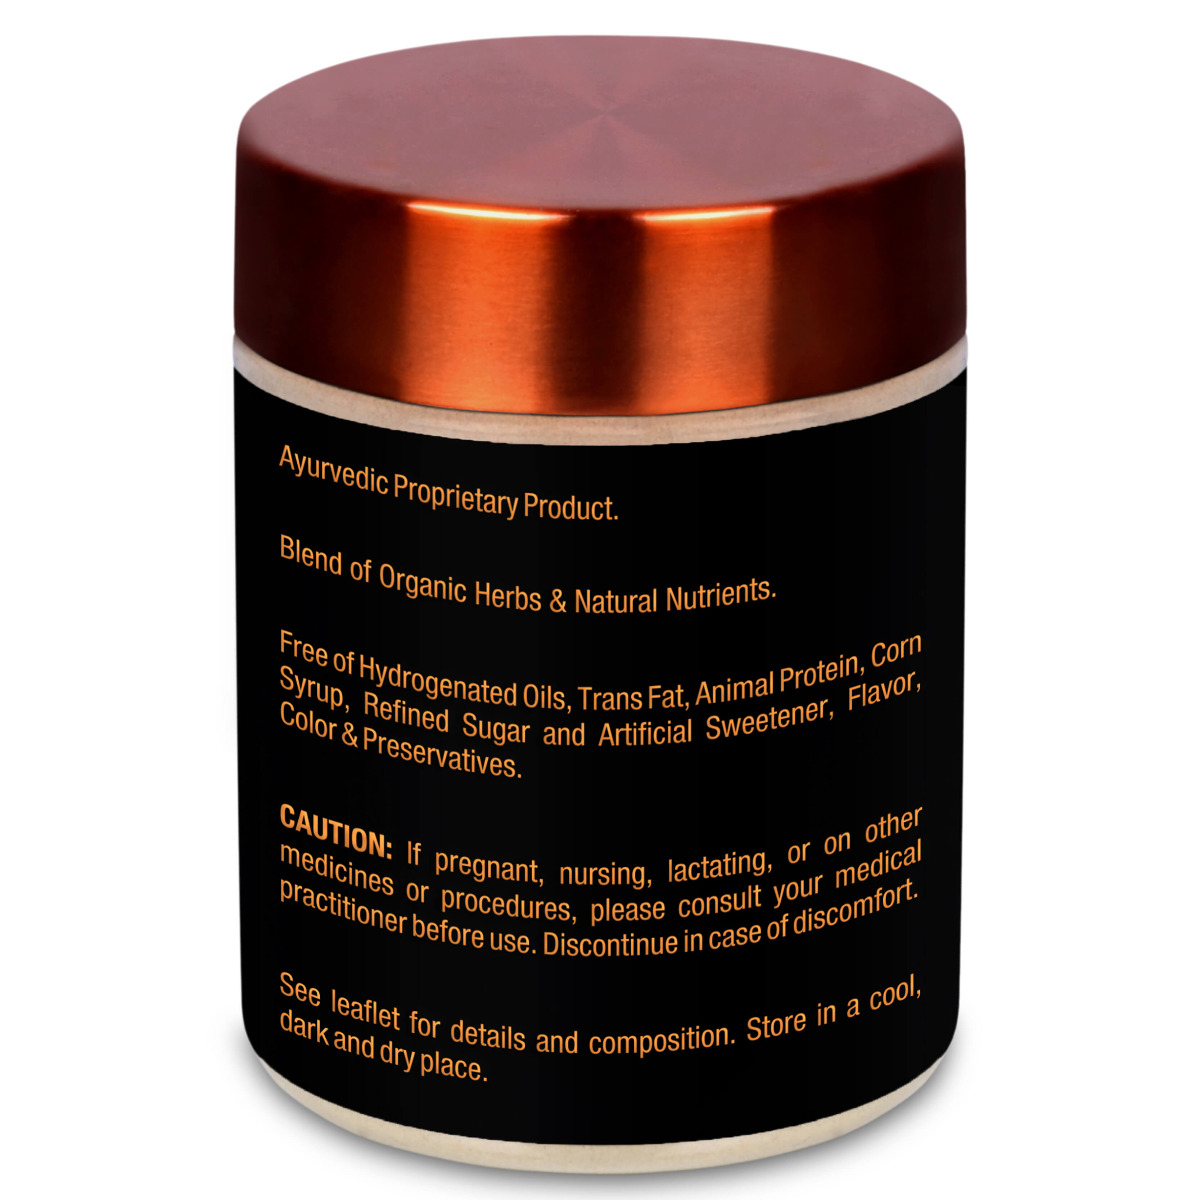 Ayurvedic Proprietary Product.
Blend of Organic Herbs & Natural Nutrients.
Free of Hydrogenated Oils, Trans Fat, Animal Protein, Corn
Syrup, Refined Sugar and Artificial Sweetener, Flavor,
Color & Preservatives.
CAUTION: If pregnant, nursing, lactating, or on other
medicines or procedures, please consult your medical
practitioner before use. Discontinue in case of discomfort.
See leaflet for details and composition. Store in a cool,
dark and dry place.